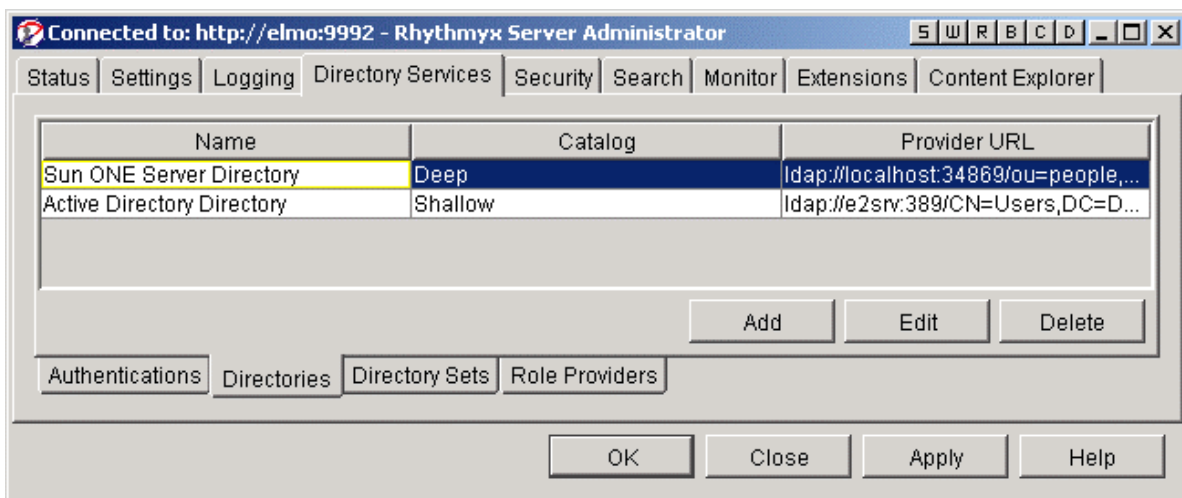 Connected to: http://elmo:9992 - Rhythmyx Server Administrator S W R B C D
Status Settings Logging Directory Services Security Search Monitor Extensions Content Explorer
Name Catalog Provider URL
Sun ONE Server Directory Deep ldap://localhost:34869/ou=people,...
Active Directory Directory Shallow ldap://e2srv:389/CN=Users,DC=D...
Add Edit Delete
Authentications Directories Directory Sets Role Providers
OK Close Apply Help